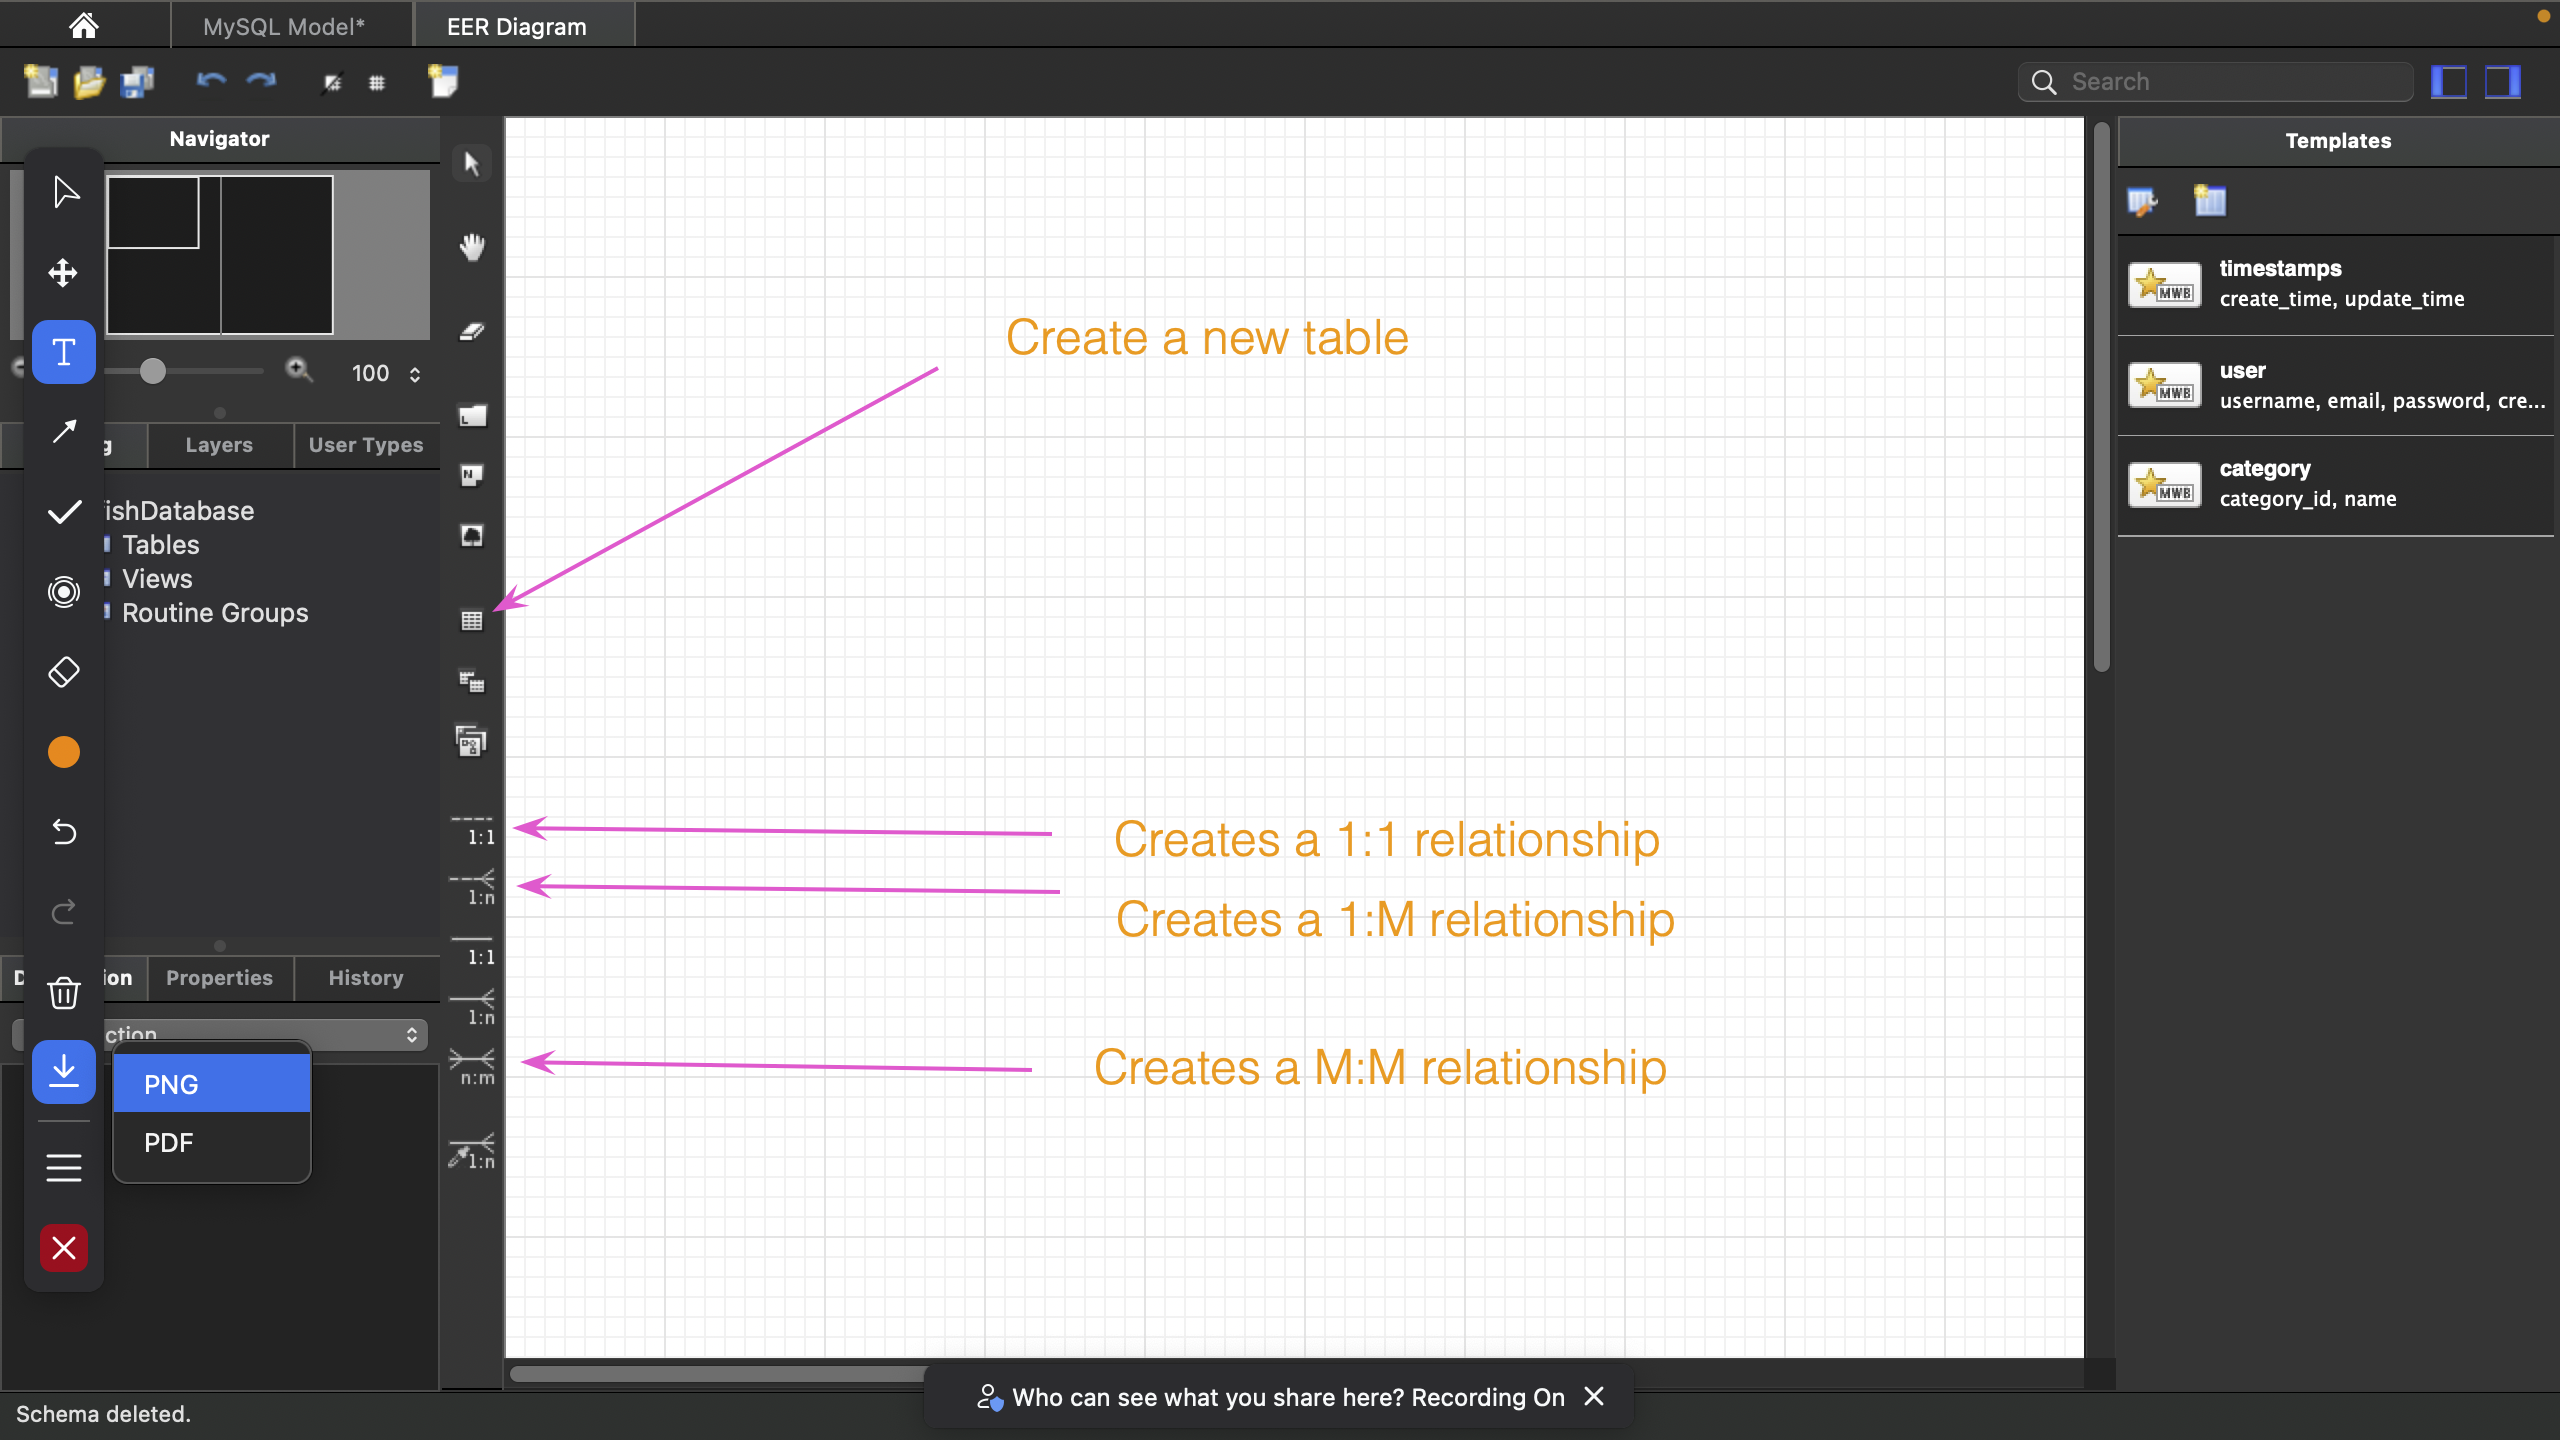 MySQL Model*
EER Diagram
Search
Navigator
100
Layers
User Types
ishDatabase
Tables
Views
Routine Groups
Properties
History
ction
PNG
PDF
L
N
1:1
1:n
1:1
1:n
n:m
1:n
Create a new table
Creates a 1:1 relationship
Creates a 1:M relationship
Creates a M:M relationship
Templates
MWB
timestamps
create_time, update_time
MWB
user
username, email, password, cre...
MWB
category
category_id, name
Who can see what you share here? Recording On
Schema deleted.